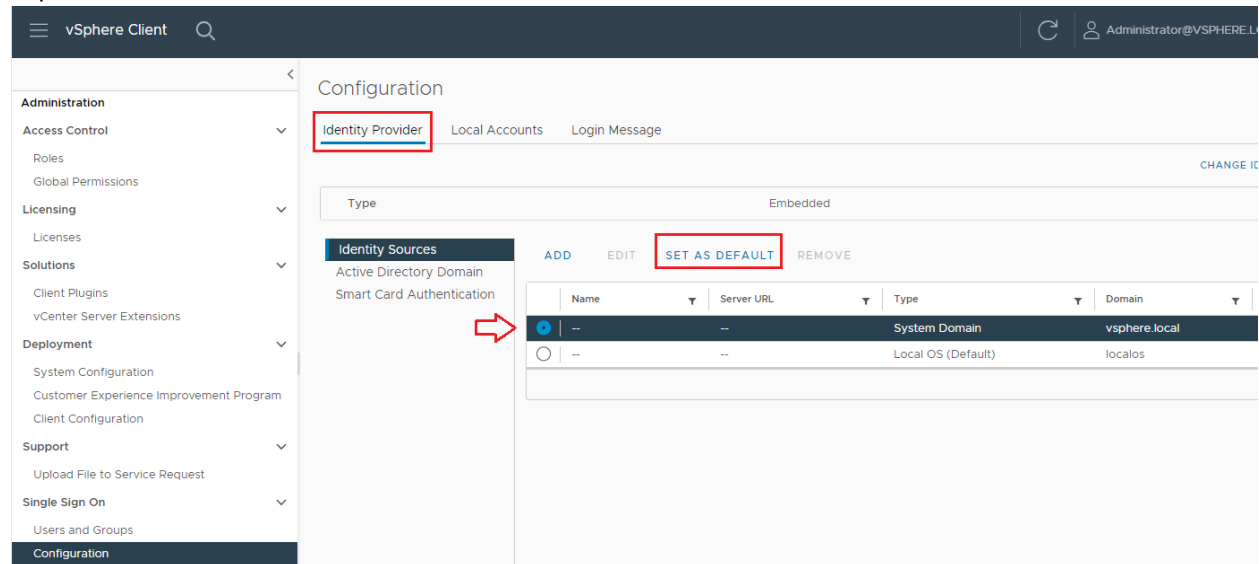 vSphere Client
Administrator@VSPHERE.L
Administration
Access Control
Roles
Global Permissions
Licensing
Licenses
Solutions
Client Plugins
vCenter Server Extensions
Deployment
System Configuration
Customer Experience Improvement Program
Client Configuration
Support
Upload File to Service Request
Single Sign On
Users and Groups
Configuration
Configuration
Identity Provider Local Accounts Login Message
CHANGE ID
Type Embedded
Identity Sources
Active Directory Domain
Smart Card Authentication
ADD EDIT SET AS DEFAULT REMOVE
Name Server URL Type Domain
-- -- System Domain vsphere.local
-- -- Local OS (Default) localos